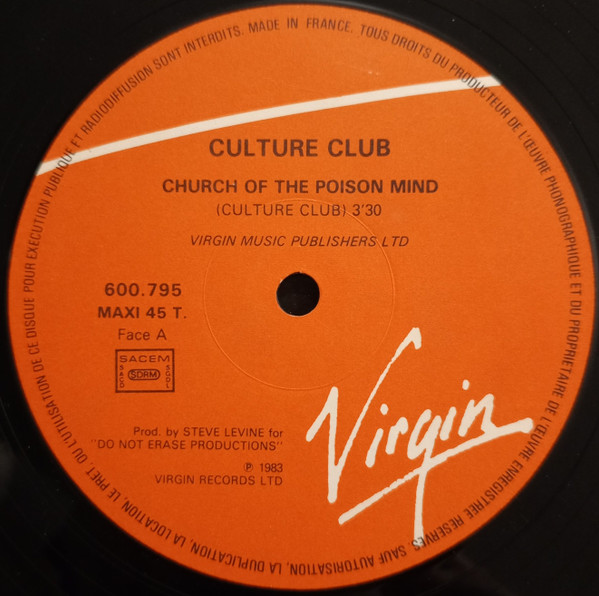 CULTURE CLUB
CHURCH OF THE POISON MIND
(CULTURE CLUB) 3'30
VIRGIN MUSIC PUBLISHERS LTD
600.795
MAXI 45 T.
Face A
SACEM
SACD SDRM SCGL
Prod. by STEVE LEVINE for
"DO NOT ERASE PRODUCTIONS"
℗ 1983
VIRGIN RECORDS LTD
Virgin
MADE IN FRANCE. TOUS DROITS DU PRODUCTEUR DE L'ŒUVRE PHONOGRAPHIQUE ET DU PROPRIETAIRE DE L'ŒUVRE ENREGISTREE RESERVES. SAUF AUTORISATION, LA DUPLICATION, LA LOCATION, LE PRET OU L'UTILISATION DE CE DISQUE POUR EXECUTION PUBLIQUE ET RADIODIFFUSION SONT INTERDITS.